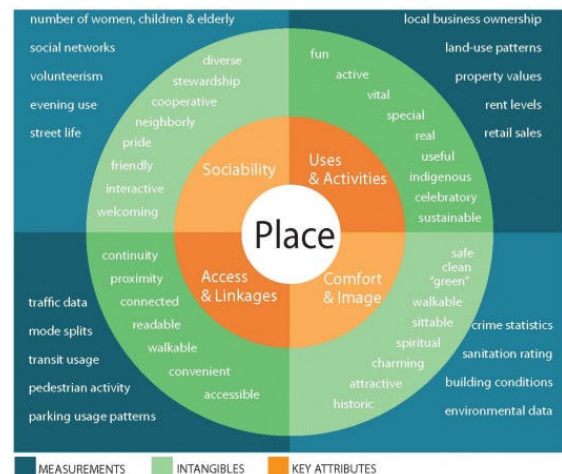 number of women, children & elderly
social networks
volunteerism
evening use
street life
diverse
stewardship
cooperative
neighborly
pride
friendly
interactive
welcoming
Sociability
local business ownership
land-use patterns
property values
rent levels
retail sales
fun
active
vital
special
real
useful
indigenous
celebratory
sustainable
Uses
& Activities
Place
continuity
proximity
connected
readable
walkable
convenient
accessible
Access
& Linkages
traffic data
mode splits
transit usage
pedestrian activity
parking usage patterns
Comfort
& Image
safe
clean
"green"
walkable
sittable
spiritual
charming
attractive
historic
crime statistics
sanitation rating
building conditions
environmental data
MEASUREMENTS
INTANGIBLES
KEY ATTRIBUTES